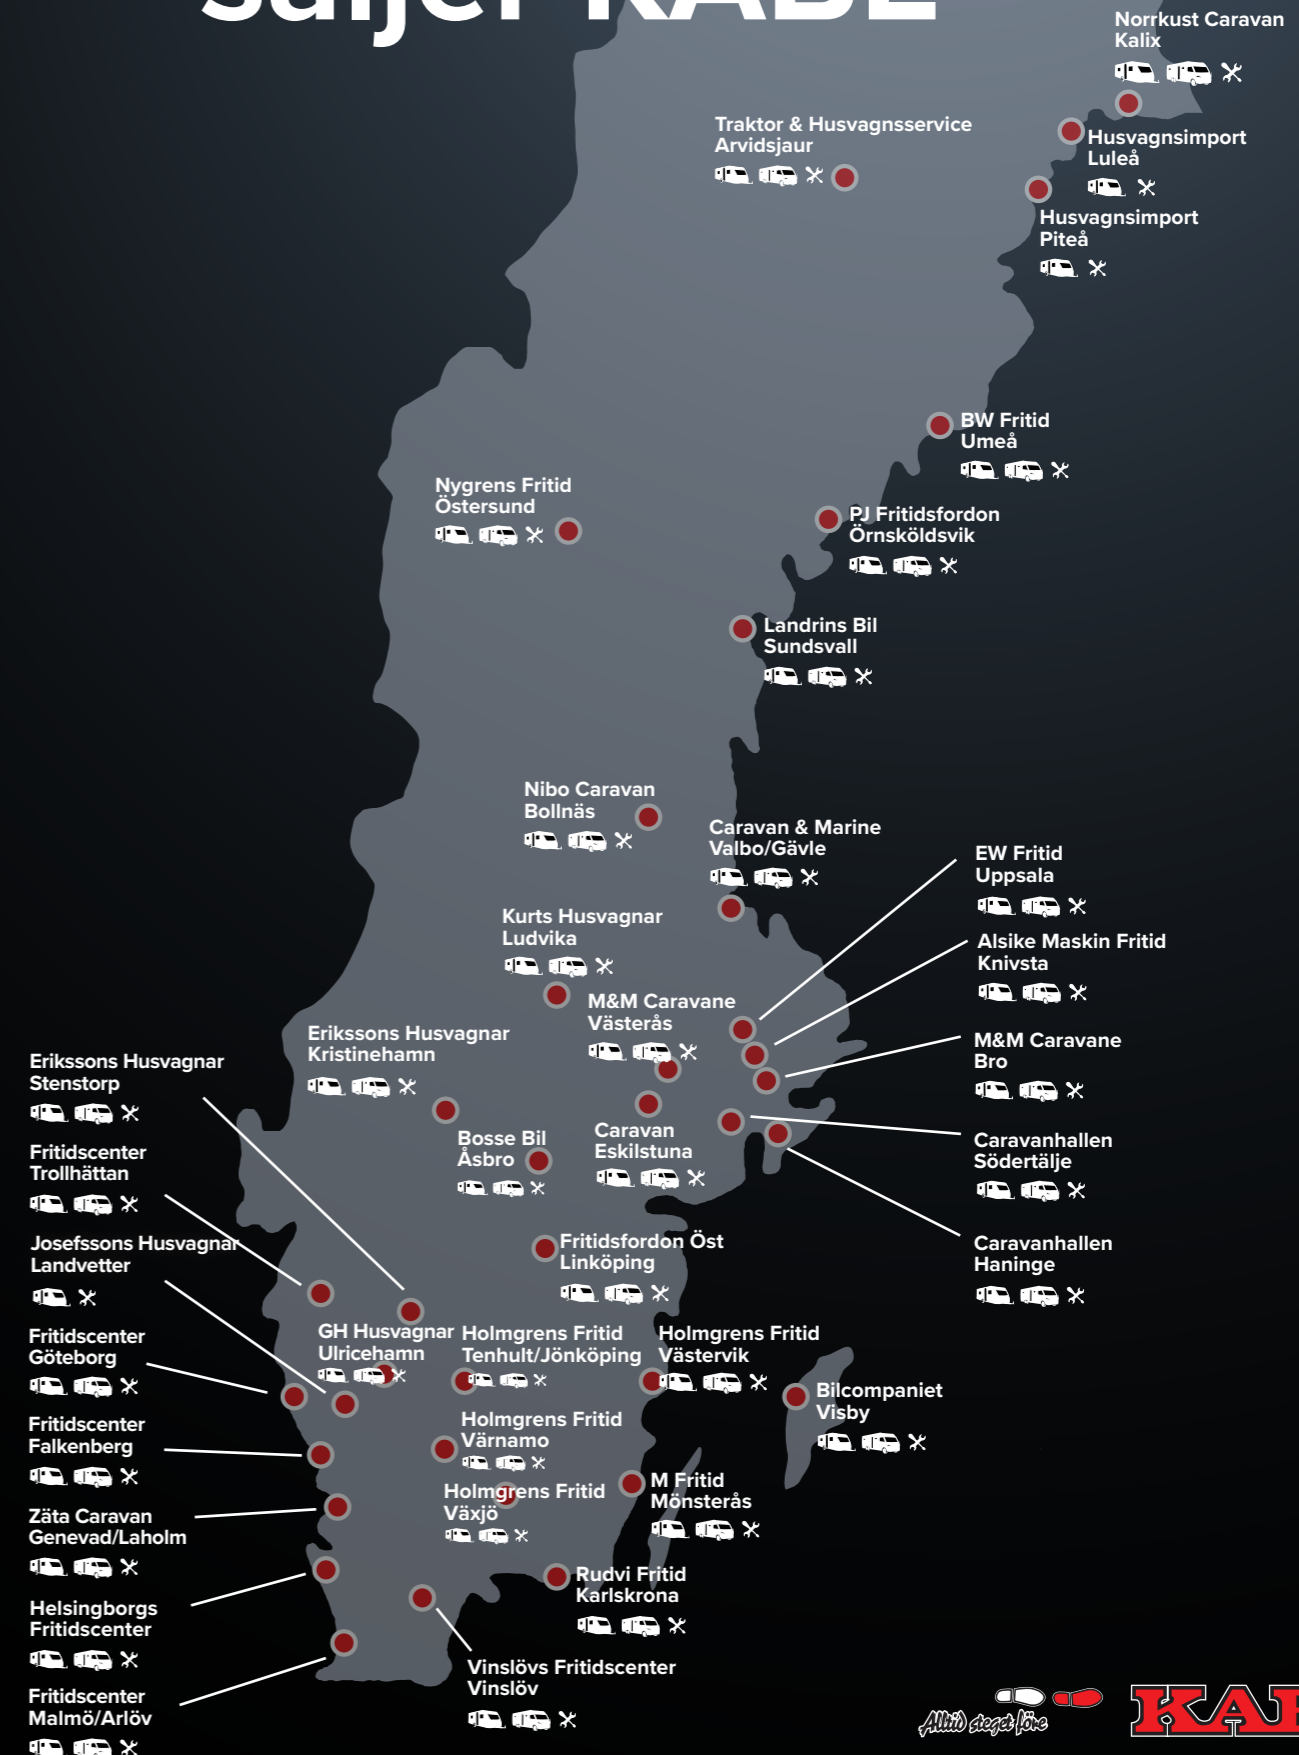 säljer KABE
Norrkust Caravan
Kalix
Traktor & Husvagnsservice
Arvidsjaur
Husvagnsimport
Luleå
Husvagnsimport
Piteå
BW Fritid
Umeå
Nygrens Fritid
Östersund
PJ Fritidsfordon
Örnsköldsvik
Landrins Bil
Sundsvall
Nibo Caravan
Bollnäs
Caravan & Marine
Valbo/Gävle
EW Fritid
Uppsala
Kurts Husvagnar
Ludvika
Alsike Maskin Fritid
Knivsta
M&M Caravane
Västerås
Erikssons Husvagnar
Kristinehamn
M&M Caravane
Bro
Erikssons Husvagnar
Stenstorp
Bosse Bil
Åsbro
Caravan
Eskilstuna
Caravanhallen
Södertälje
Fritidscenter
Trollhättan
Josefssons Husvagnar
Landvetter
Fritidsfordon Öst
Linköping
Caravanhallen
Haninge
GH Husvagnar
Ulricehamn
Holmgrens Fritid
Tenhult/Jönköping
Holmgrens Fritid
Västervik
Fritidscenter
Göteborg
Bilcompaniet
Visby
Fritidscenter
Falkenberg
Holmgrens Fritid
Värnamo
Holmgrens Fritid
Växjö
M Fritid
Mönsterås
Zäta Caravan
Genevad/Laholm
Rudvi Fritid
Karlskrona
Helsingborgs
Fritidscenter
Vinslövs Fritidscenter
Vinslöv
Fritidscenter
Malmö/Arlöv
Alltid steget före
KAB